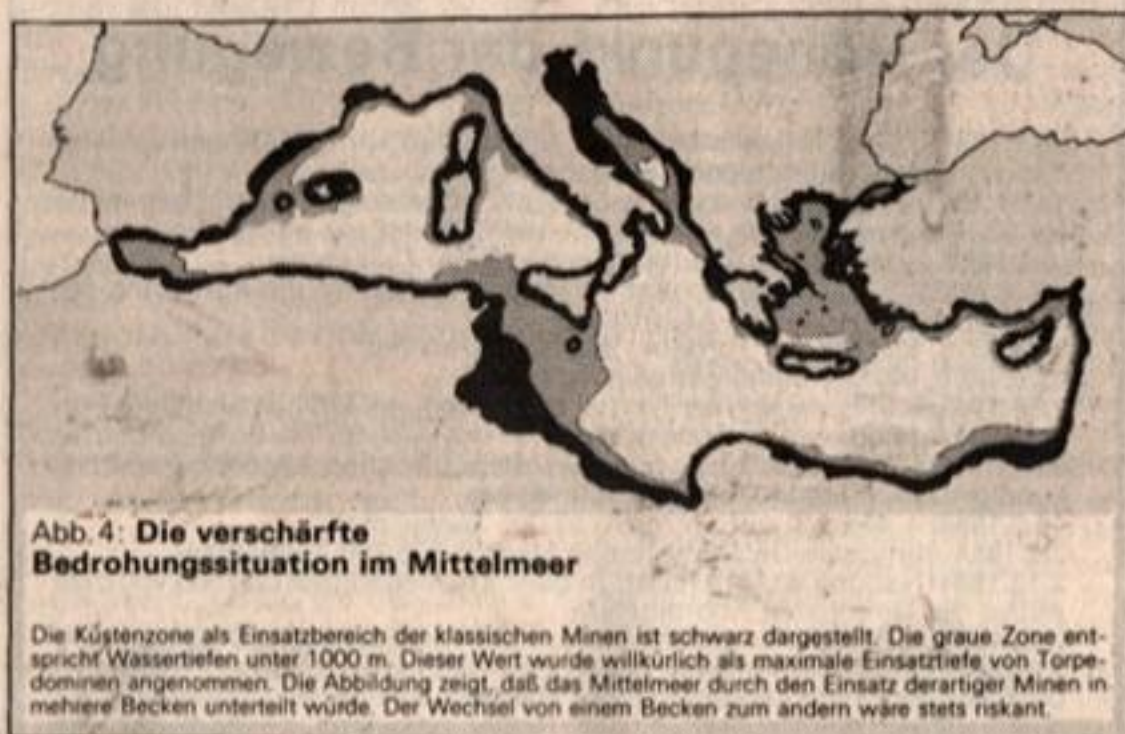 Abb. 4: Die verschärfte
Bedrohungssituation im Mittelmeer
Die Küstenzone als Einsatzbereich der klassischen Minen ist schwarz dargestellt. Die graue Zone ent-
spricht Wassertiefen unter 1000 m. Dieser Wert wurde willkürlich als maximale Einsatztiefe von Torpe-
dominen angenommen. Die Abbildung zeigt, daß das Mittelmeer durch den Einsatz derartiger Minen in
mehrere Becken unterteilt würde. Der Wechsel von einem Becken zum andern wäre stets riskant.